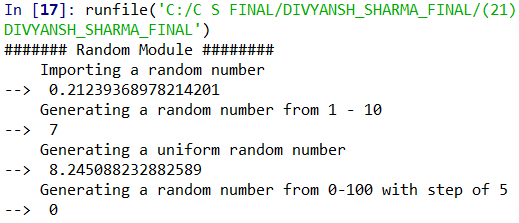 In [17]: runfile('C:/C S FINAL/DIVYANSH_SHARMA_FINAL/(21)
DIVYANSH_SHARMA_FINAL')
####### Random Module ########
    Importing a random number
-->  0.21239368978214201
    Generating a random number from 1 - 10
-->  7
    Generating a uniform random number
-->  8.245088232882589
    Generating a random number from 0-100 with step of 5
-->  0